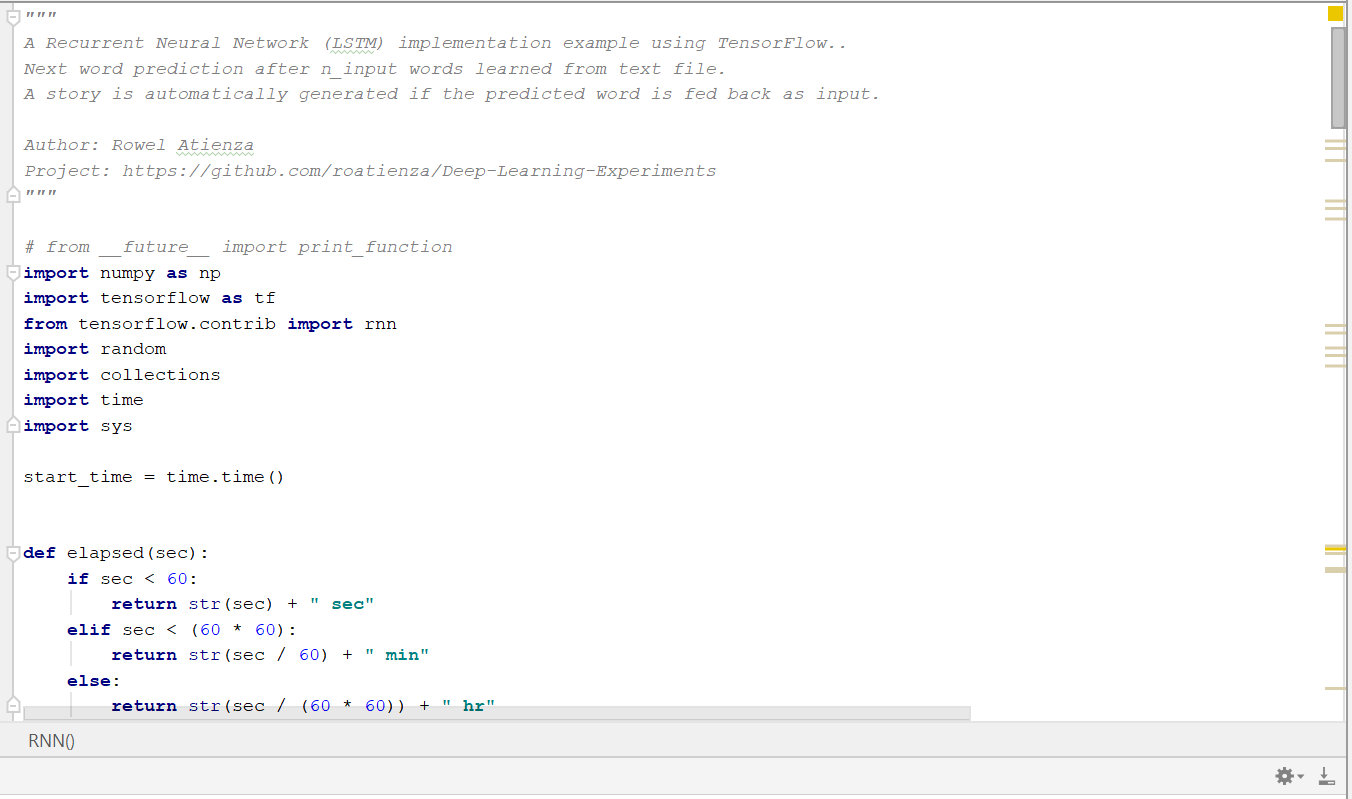 """
A Recurrent Neural Network (LSTM) implementation example using TensorFlow..
Next word prediction after n_input words learned from text file.
A story is automatically generated if the predicted word is fed back as input.

Author: Rowel Atienza
Project: https://github.com/roatienza/Deep-Learning-Experiments
"""

# from __future__ import print_function
import numpy as np
import tensorflow as tf
from tensorflow.contrib import rnn
import random
import collections
import time
import sys

start_time = time.time()


def elapsed(sec):
    if sec < 60:
        return str(sec) + " sec"
    elif sec < (60 * 60):
        return str(sec / 60) + " min"
    else:
        return str(sec / (60 * 60)) + " hr"
RNN()